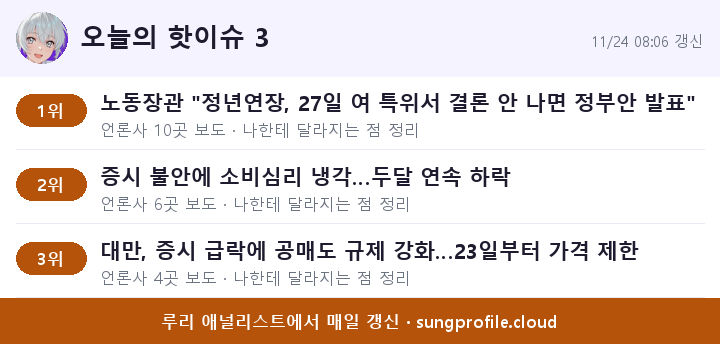 오늘의 핫이슈 3
11/24 08:06 갱신
1위
노동장관 "정년연장, 27일 여 특위서 결론 안 나면 정부안 발표"
언론사 10곳 보도 · 나한테 달라지는 점 정리
2위
증시 불안에 소비심리 냉각…두달 연속 하락
언론사 6곳 보도 · 나한테 달라지는 점 정리
3위
대만, 증시 급락에 공매도 규제 강화…23일부터 가격 제한
언론사 4곳 보도 · 나한테 달라지는 점 정리
루리 애널리스트에서 매일 갱신 · sungprofile.cloud